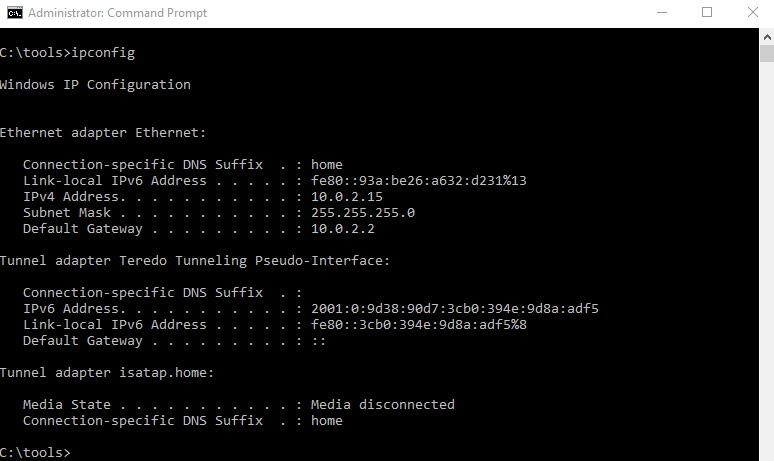 Administrator: Command Prompt
C:\tools>ipconfig
Windows IP Configuration
Ethernet adapter Ethernet:
   Connection-specific DNS Suffix  . : home
   Link-local IPv6 Address . . . . . : fe80::93a:be26:a632:d231%13
   IPv4 Address. . . . . . . . . . . : 10.0.2.15
   Subnet Mask . . . . . . . . . . . : 255.255.255.0
   Default Gateway . . . . . . . . . : 10.0.2.2
Tunnel adapter Teredo Tunneling Pseudo-Interface:
   Connection-specific DNS Suffix  . :
   IPv6 Address. . . . . . . . . . . : 2001:0:9d38:90d7:3cb0:394e:9d8a:adf5
   Link-local IPv6 Address . . . . . : fe80::3cb0:394e:9d8a:adf5%8
   Default Gateway . . . . . . . . . : ::
Tunnel adapter isatap.home:
   Media State . . . . . . . . . . . : Media disconnected
   Connection-specific DNS Suffix  . : home
C:\tools>